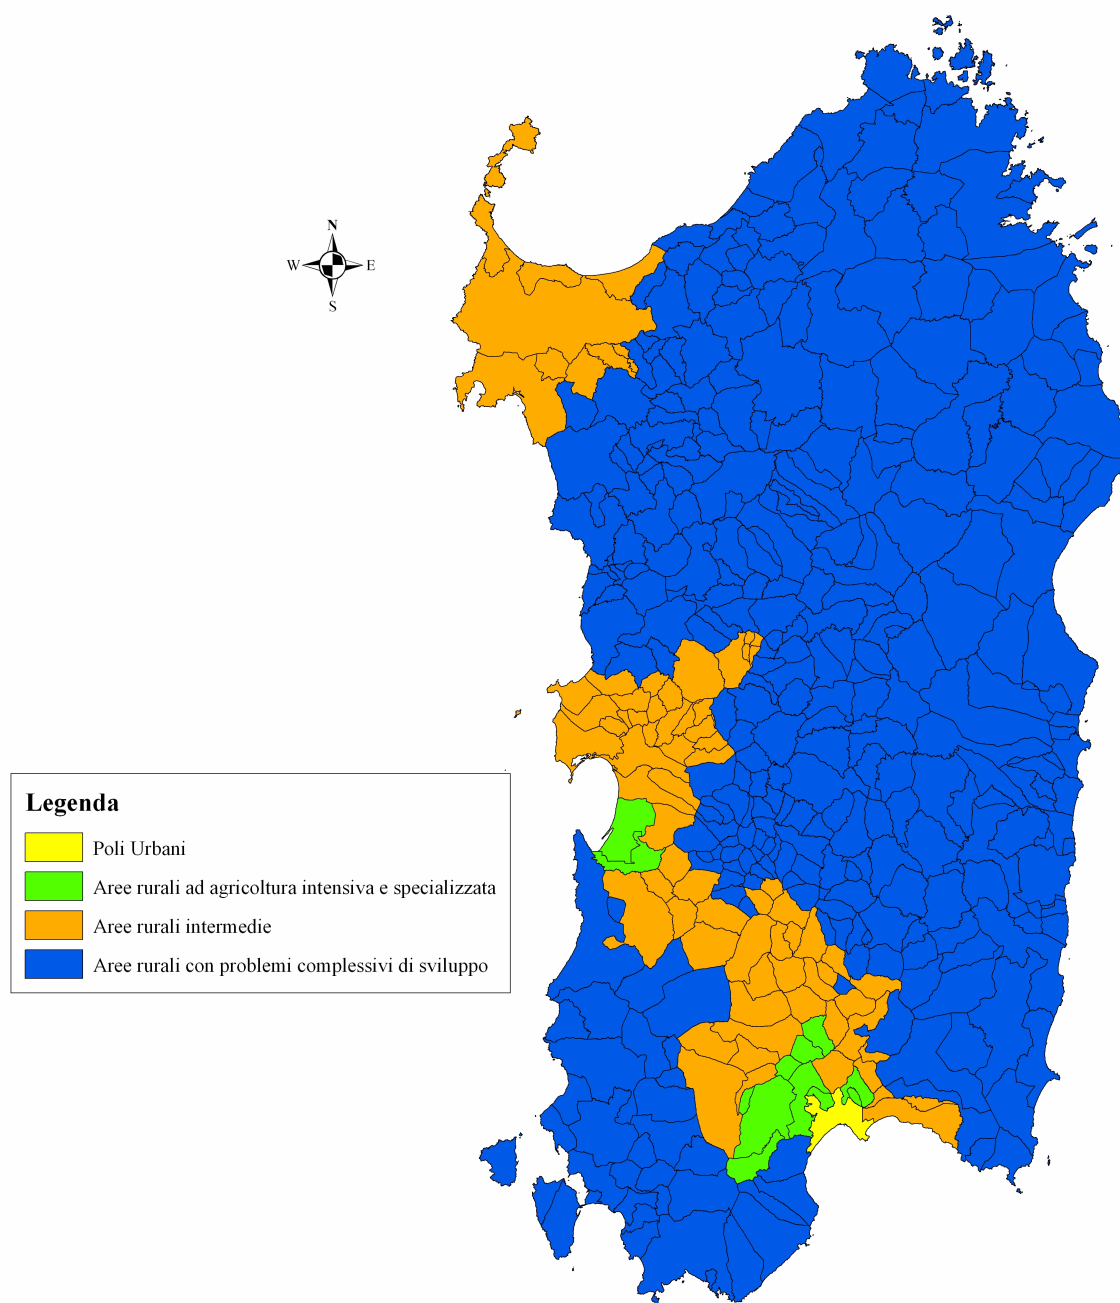 N
W E
S
Legenda
Poli Urbani
Aree rurali ad agricoltura intensiva e specializzata
Aree rurali intermedie
Aree rurali con problemi complessivi di sviluppo